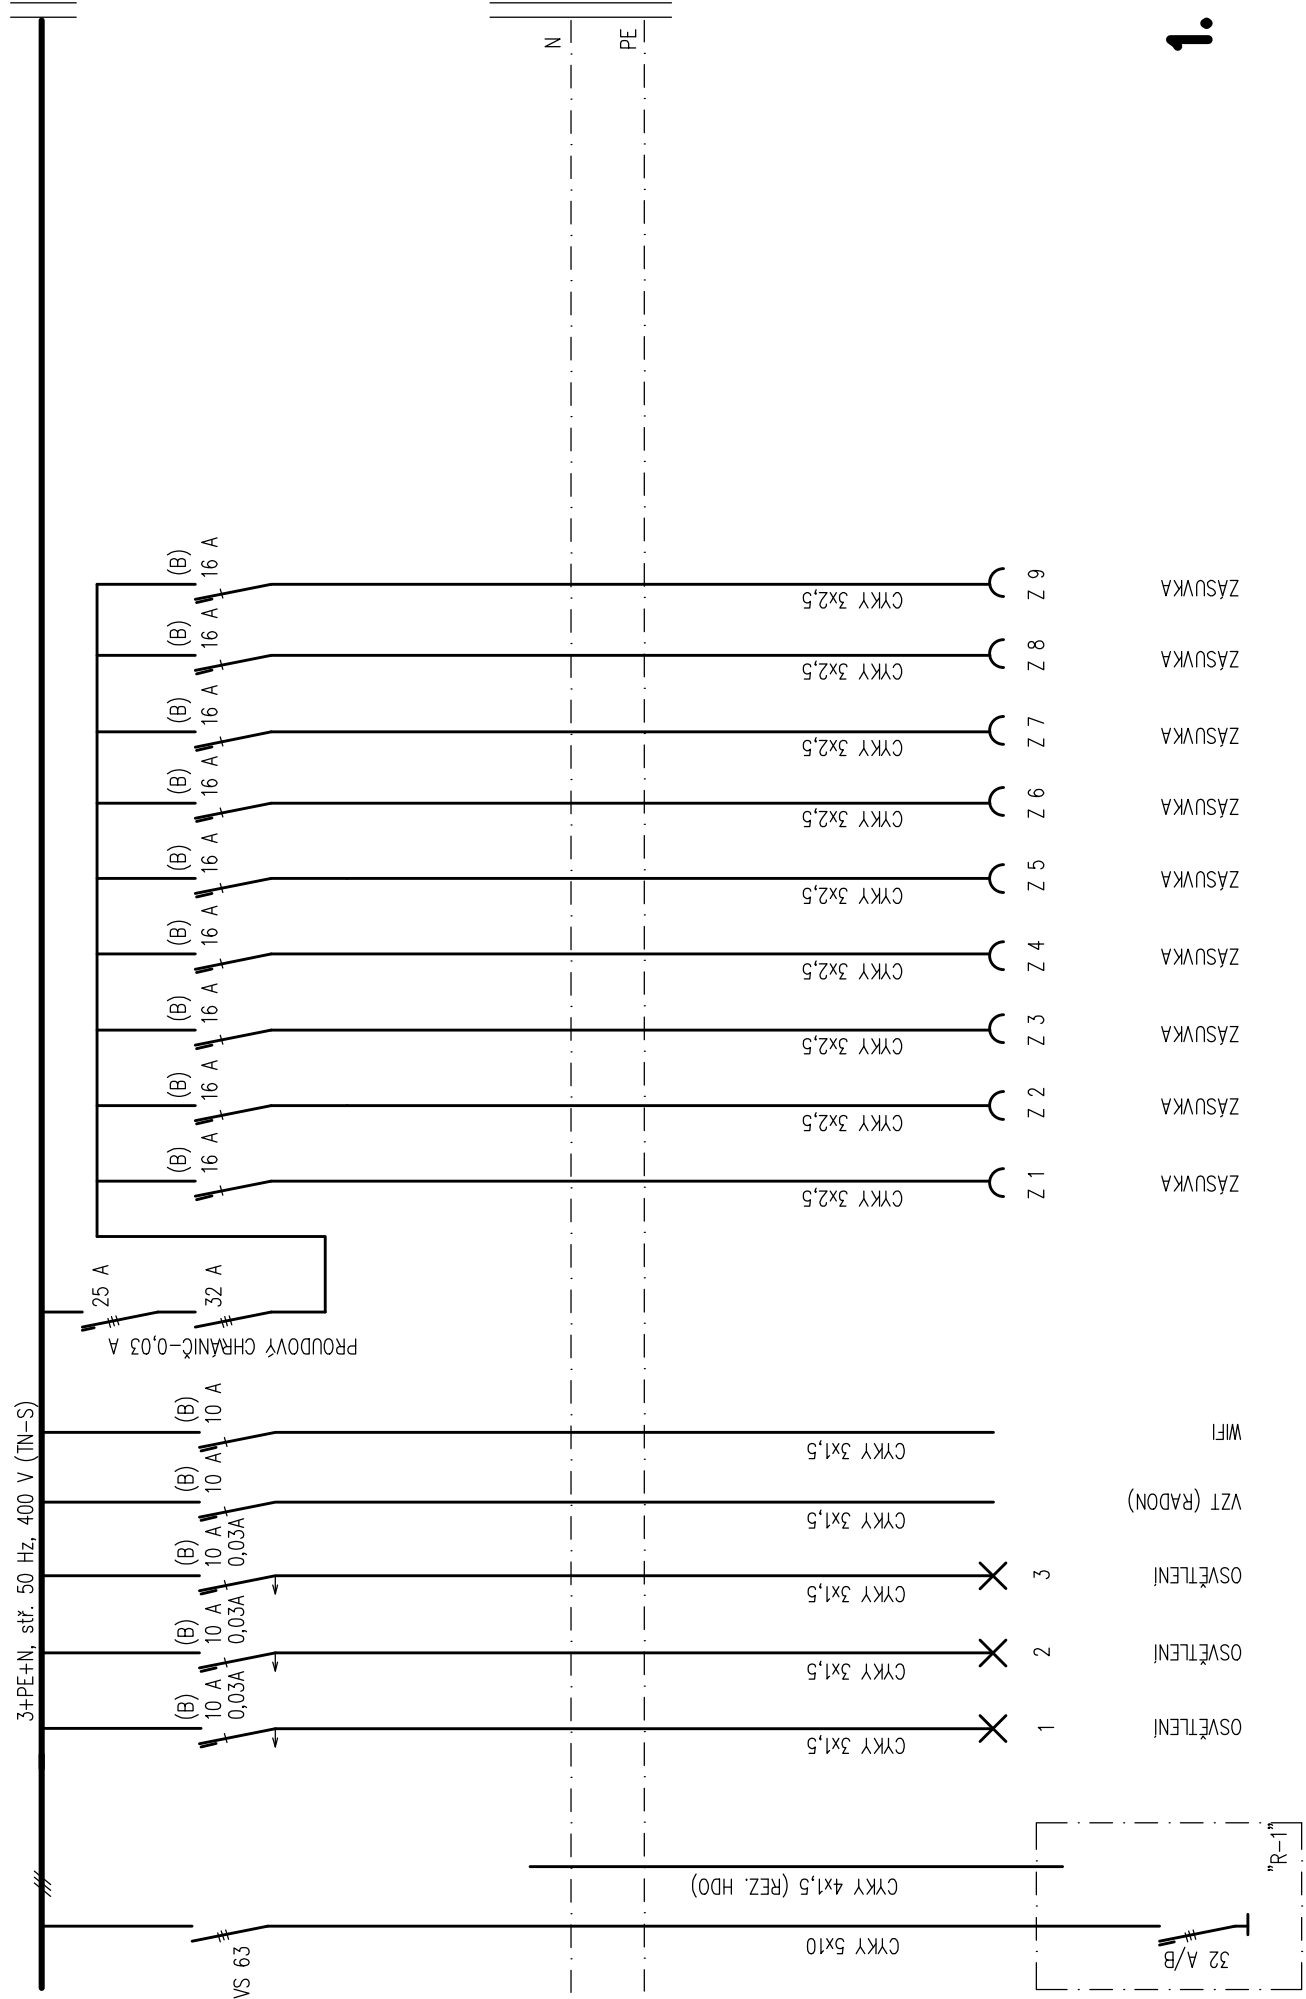 3+PE+N, stř. 50 Hz, 400 V (TN-S)
N
PE
1.
VS 63
CYKY 5x10
32 A/B
CYKY 4x1,5 (REZ. HDO)
"R-1"
(B)
10 A
0,03A
CYKY 3x1,5
1
OSVĚTLENÍ
(B)
10 A
0,03A
CYKY 3x1,5
2
OSVĚTLENÍ
(B)
10 A
0,03A
CYKY 3x1,5
3
OSVĚTLENÍ
(B)
10 A
CYKY 3x1,5
VZT (RADON)
(B)
10 A
CYKY 3x1,5
WIFI
25 A
32 A
PROUDOVÝ CHRÁNIČ-0,03 A
(B)
16 A
CYKY 3x2,5
Z 1
ZÁSUVKA
(B)
16 A
CYKY 3x2,5
Z 2
ZÁSUVKA
(B)
16 A
CYKY 3x2,5
Z 3
ZÁSUVKA
(B)
16 A
CYKY 3x2,5
Z 4
ZÁSUVKA
(B)
16 A
CYKY 3x2,5
Z 5
ZÁSUVKA
(B)
16 A
CYKY 3x2,5
Z 6
ZÁSUVKA
(B)
16 A
CYKY 3x2,5
Z 7
ZÁSUVKA
(B)
16 A
CYKY 3x2,5
Z 8
ZÁSUVKA
(B)
16 A
CYKY 3x2,5
Z 9
ZÁSUVKA